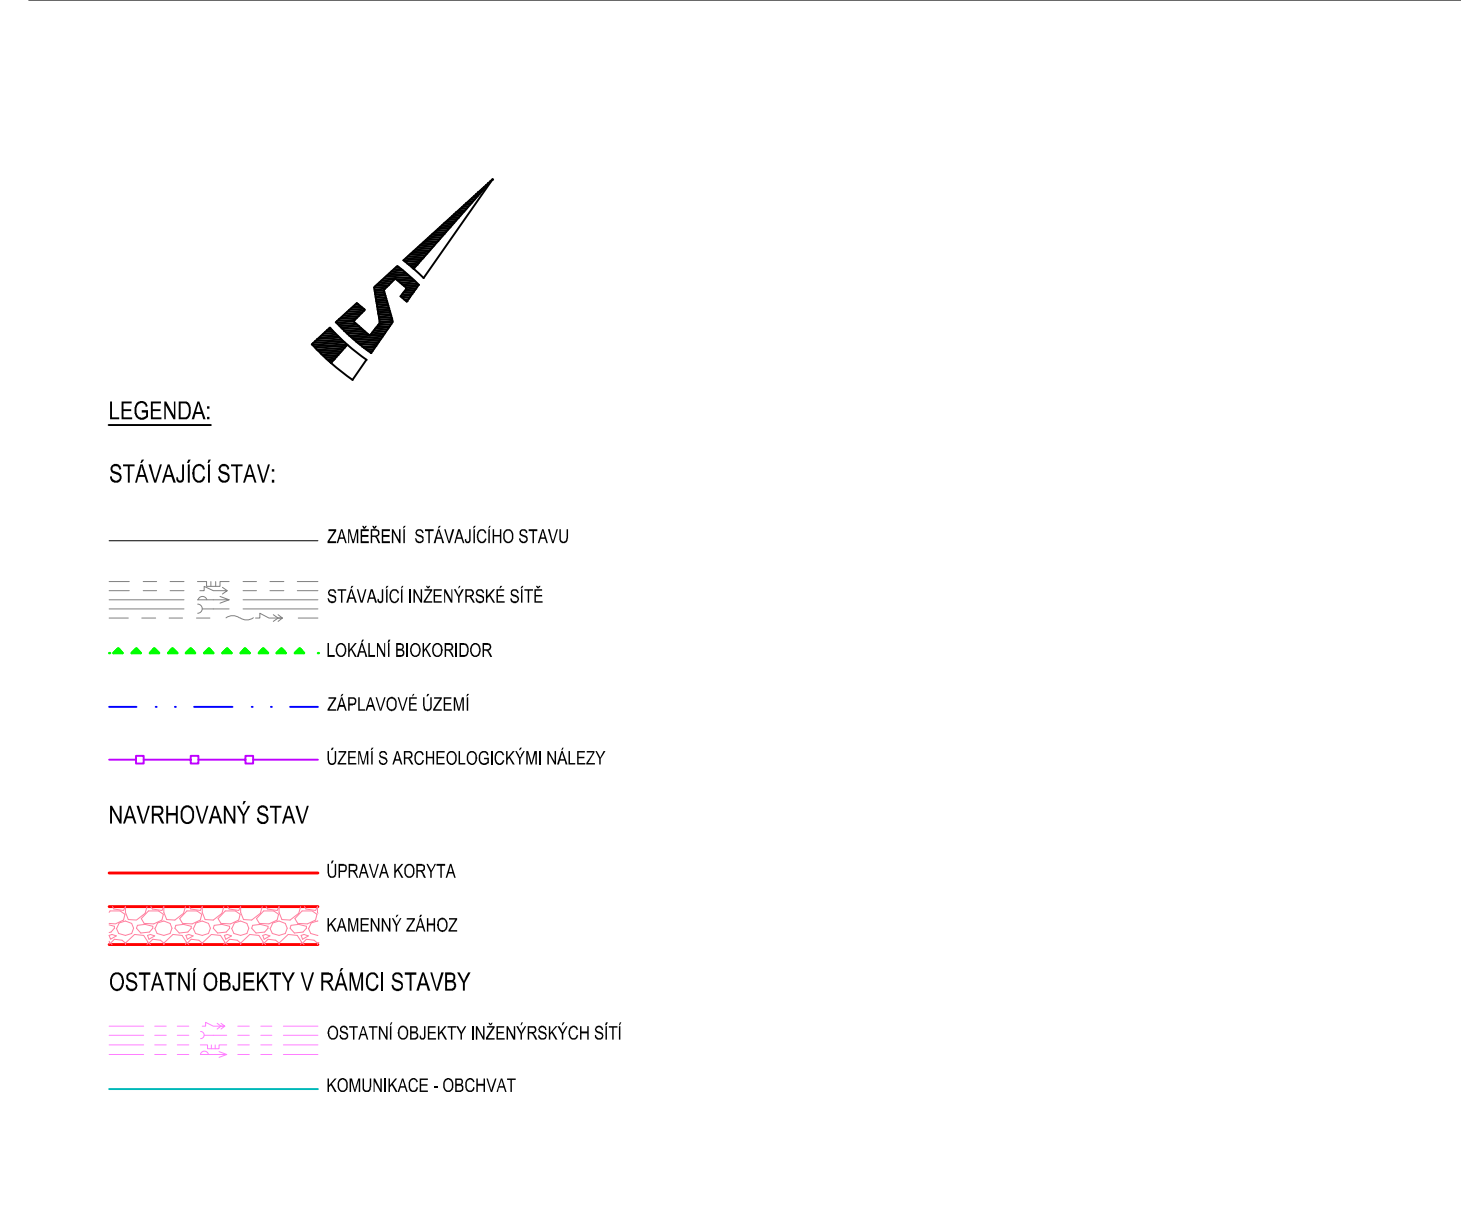 S
LEGENDA:
STÁVAJÍCÍ STAV:
ZAMĚŘENÍ  STÁVAJÍCÍHO STAVU
STÁVAJÍCÍ INŽENÝRSKÉ SÍTĚ
LOKÁLNÍ BIOKORIDOR
ZÁPLAVOVÉ ÚZEMÍ
ÚZEMÍ S ARCHEOLOGICKÝMI NÁLEZY
NAVRHOVANÝ STAV
ÚPRAVA KORYTA
KAMENNÝ ZÁHOZ
OSTATNÍ OBJEKTY V RÁMCI STAVBY
OSTATNÍ OBJEKTY INŽENÝRSKÝCH SÍTÍ
KOMUNIKACE - OBCHVAT